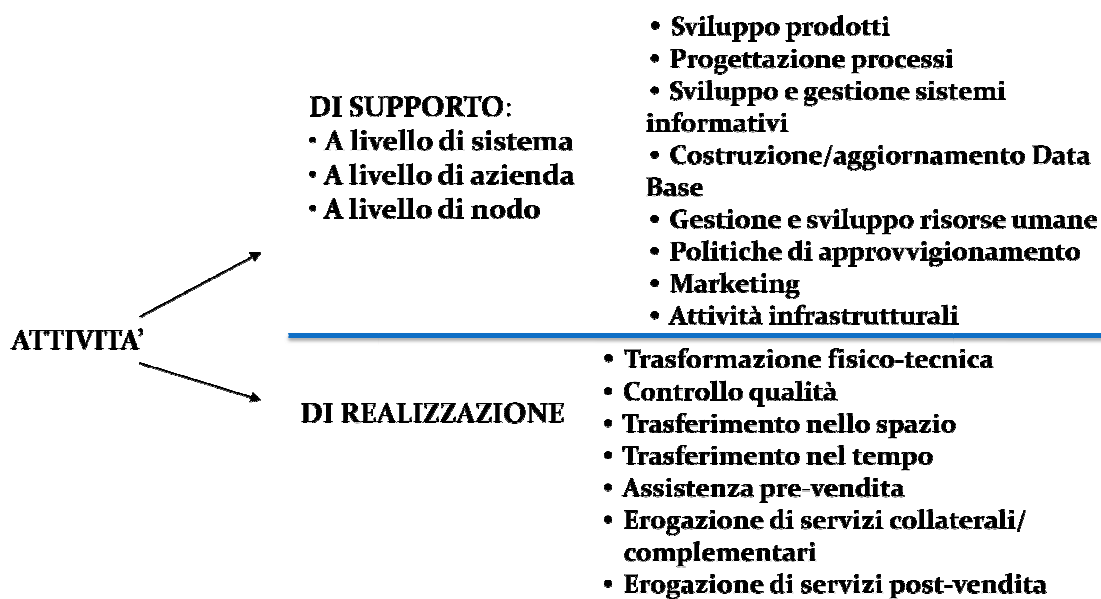 ATTIVITA'
DI SUPPORTO:
• A livello di sistema
• A livello di azienda
• A livello di nodo
• Sviluppo prodotti
• Progettazione processi
• Sviluppo e gestione sistemi
informativi
• Costruzione/aggiornamento Data
Base
• Gestione e sviluppo risorse umane
• Politiche di approvvigionamento
• Marketing
• Attività infrastrutturali
DI REALIZZAZIONE
• Trasformazione fisico-tecnica
• Controllo qualità
• Trasferimento nello spazio
• Trasferimento nel tempo
• Assistenza pre-vendita
• Erogazione di servizi collaterali/
complementari
• Erogazione di servizi post-vendita